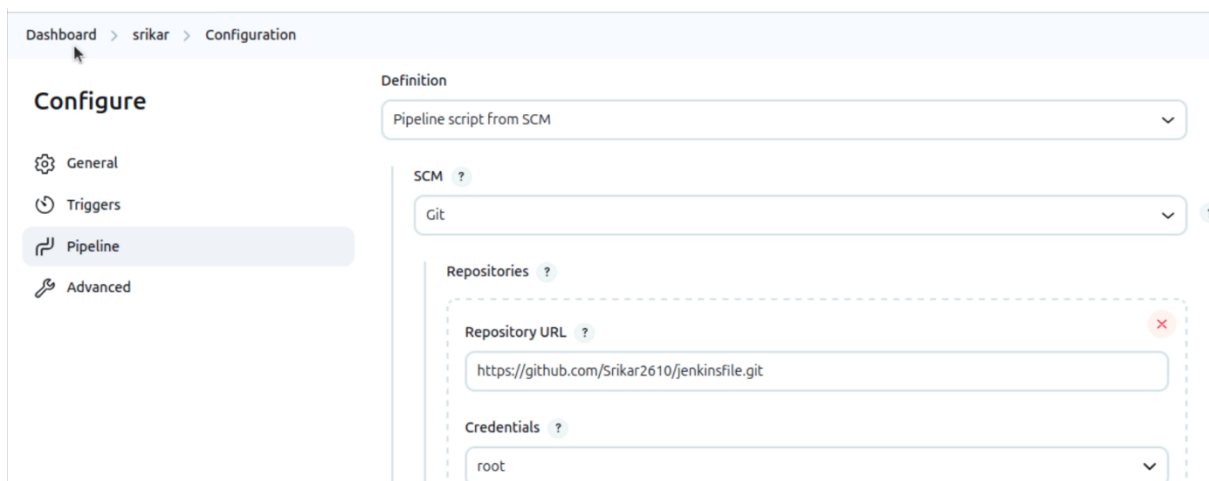 Dashboard > srikar > Configuration
Configure
General
Triggers
Pipeline
Advanced
Definition
Pipeline script from SCM
SCM ?
Git
Repositories ?
Repository URL ?
https://github.com/Srikar2610/jenkinsfile.git
Credentials ?
root